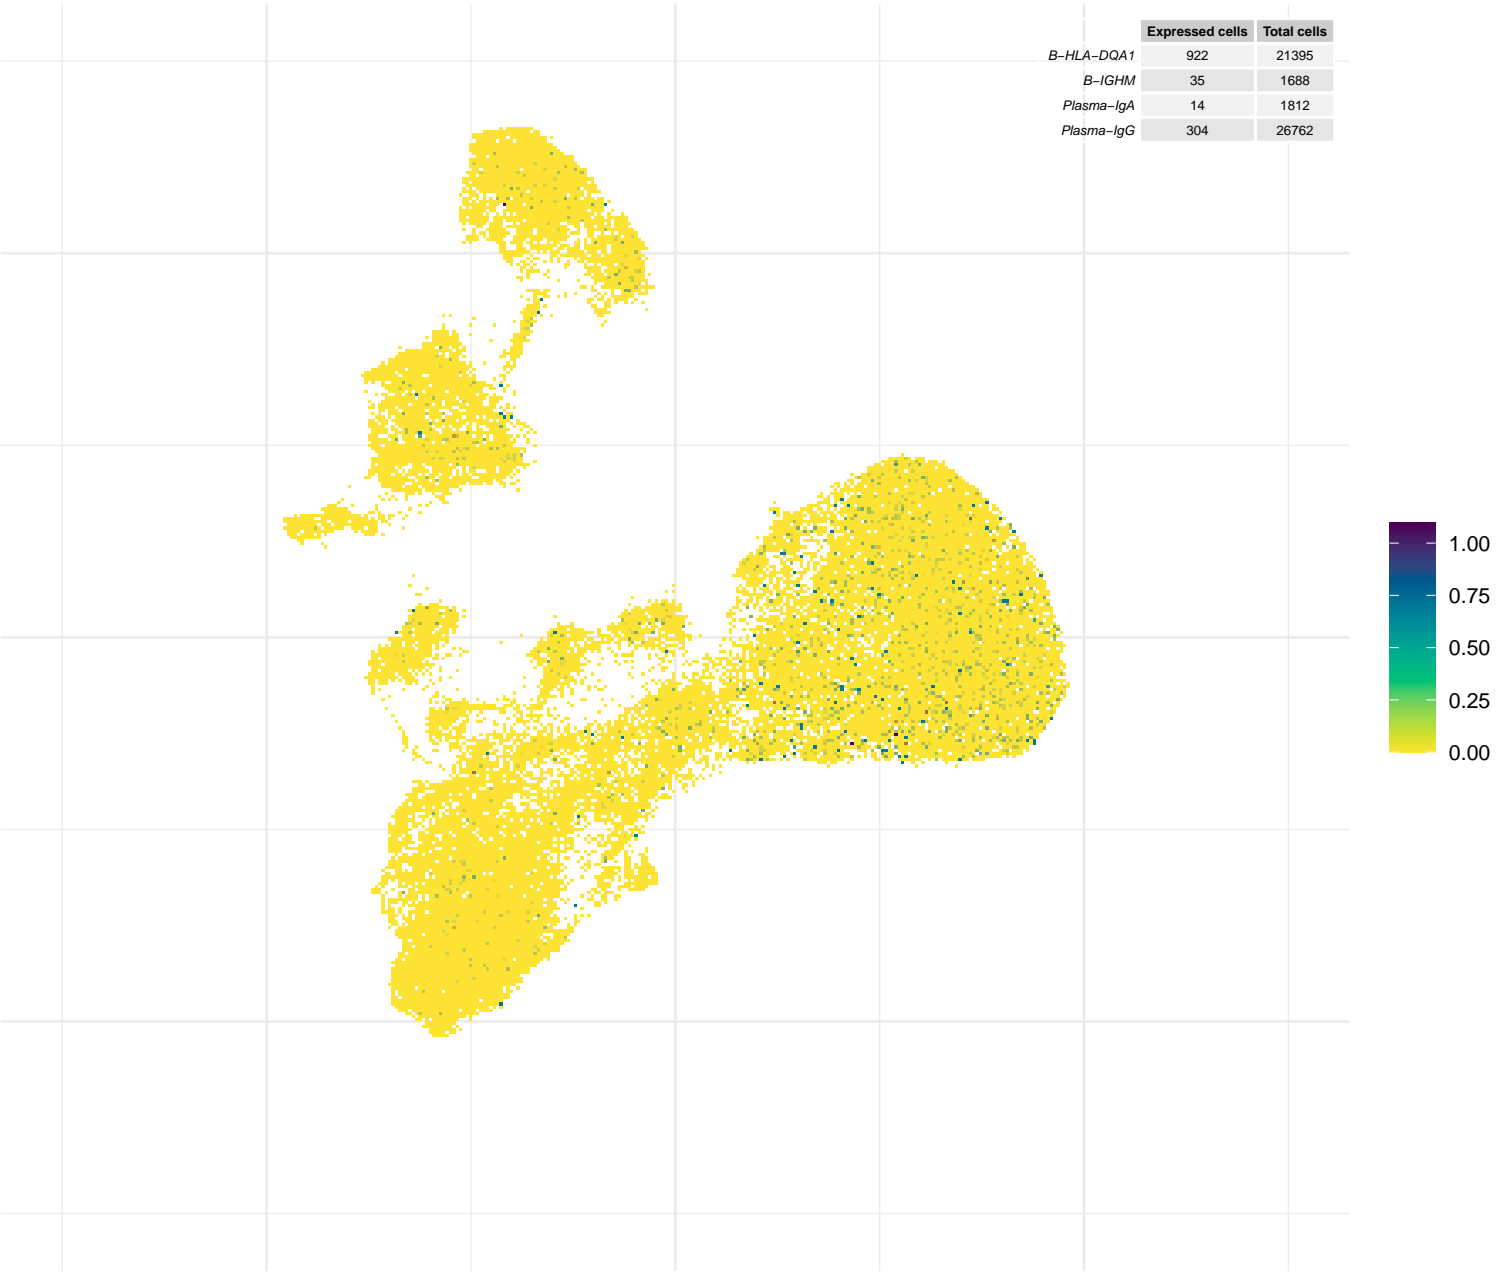 Expressed cells Total cells
B−HLA−DQA1 922 21395
B−IGHM 35 1688
Plasma−IgA 14 1812
Plasma−IgG 304 26762
1.00
0.75
0.50
0.25
0.00